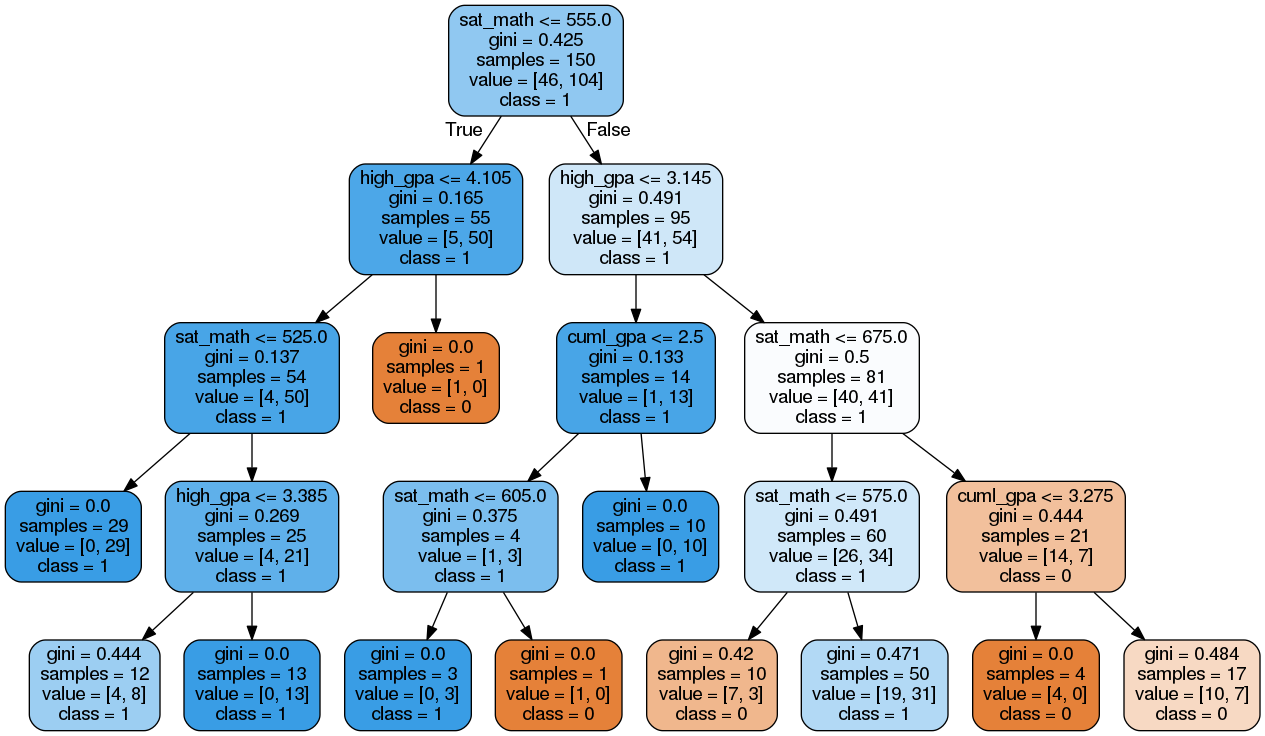 sat_math <= 555.0
gini = 0.425
samples = 150
value = [46, 104]
class = 1
True
False
high_gpa <= 4.105
gini = 0.165
samples = 55
value = [5, 50]
class = 1
high_gpa <= 3.145
gini = 0.491
samples = 95
value = [41, 54]
class = 1
sat_math <= 525.0
gini = 0.137
samples = 54
value = [4, 50]
class = 1
gini = 0.0
samples = 1
value = [1, 0]
class = 0
cuml_gpa <= 2.5
gini = 0.133
samples = 14
value = [1, 13]
class = 1
sat_math <= 675.0
gini = 0.5
samples = 81
value = [40, 41]
class = 1
gini = 0.0
samples = 29
value = [0, 29]
class = 1
high_gpa <= 3.385
gini = 0.269
samples = 25
value = [4, 21]
class = 1
sat_math <= 605.0
gini = 0.375
samples = 4
value = [1, 3]
class = 1
gini = 0.0
samples = 10
value = [0, 10]
class = 1
sat_math <= 575.0
gini = 0.491
samples = 60
value = [26, 34]
class = 1
cuml_gpa <= 3.275
gini = 0.444
samples = 21
value = [14, 7]
class = 0
gini = 0.444
samples = 12
value = [4, 8]
class = 1
gini = 0.0
samples = 13
value = [0, 13]
class = 1
gini = 0.0
samples = 3
value = [0, 3]
class = 1
gini = 0.0
samples = 1
value = [1, 0]
class = 0
gini = 0.42
samples = 10
value = [7, 3]
class = 0
gini = 0.471
samples = 50
value = [19, 31]
class = 1
gini = 0.0
samples = 4
value = [4, 0]
class = 0
gini = 0.484
samples = 17
value = [10, 7]
class = 0